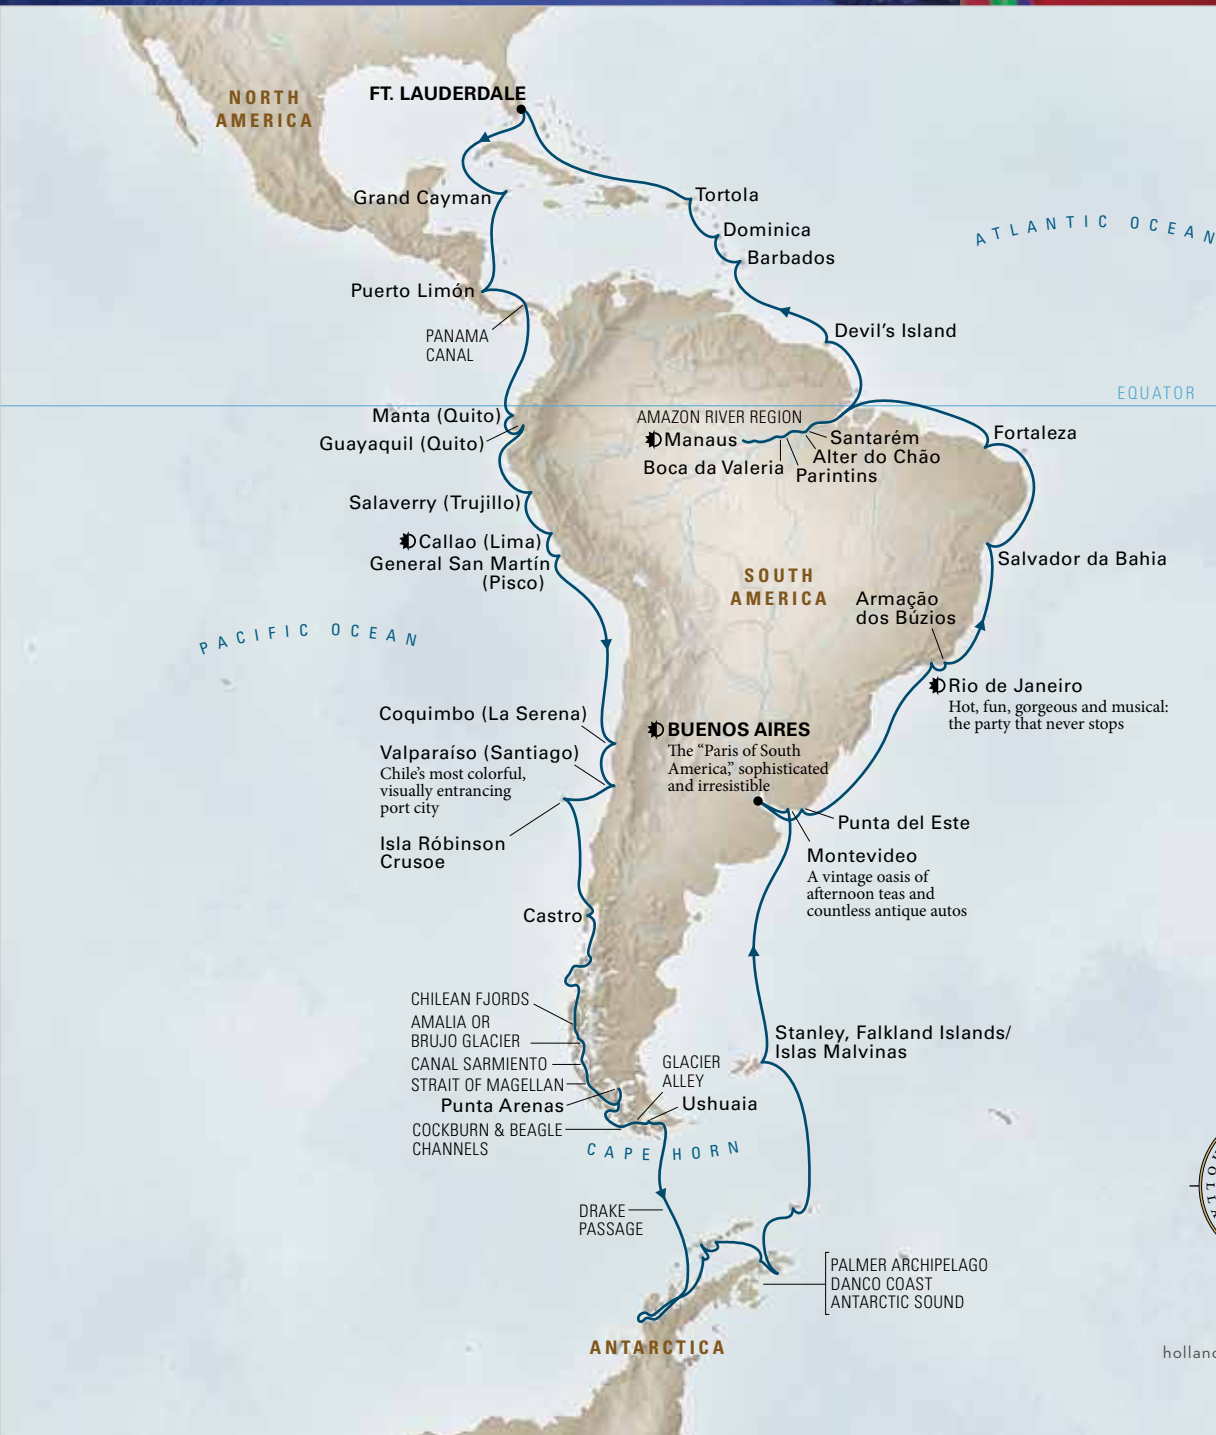 NORTH
AMERICA
FT. LAUDERDALE
Grand Cayman
Tortola
Dominica
Barbados
ATLANTIC OCEAN
Puerto Limón
PANAMA
CANAL
Devil's Island
EQUATOR
Manta (Quito)
Guayaquil (Quito)
AMAZON RIVER REGION
Manaus
Santarém
Alter do Chão
Boca da Valeria
Parintins
Fortaleza
Salaverry (Trujillo)
Callao (Lima)
General San Martín
(Pisco)
SOUTH
AMERICA
Salvador da Bahia
Armação
dos Búzios
PACIFIC OCEAN
Rio de Janeiro
Hot, fun, gorgeous and musical:
the party that never stops
Coquimbo (La Serena)
Valparaíso (Santiago)
Chile's most colorful,
visually entrancing
port city
BUENOS AIRES
The “Paris of South
America,” sophisticated
and irresistible
Isla Róbinson
Crusoe
Punta del Este
Montevideo
A vintage oasis of
afternoon teas and
countless antique autos
Castro
CHILEAN FJORDS
AMALIA OR
BRUJO GLACIER
CANAL SARMIENTO
STRAIT OF MAGELLAN
Punta Arenas
COCKBURN & BEAGLE
CHANNELS
GLACIER
ALLEY
Ushuaia
Stanley, Falkland Islands/
Islas Malvinas
CAPE HORN
DRAKE
PASSAGE
PALMER ARCHIPELAGO
DANCO COAST
ANTARCTIC SOUND
ANTARCTICA